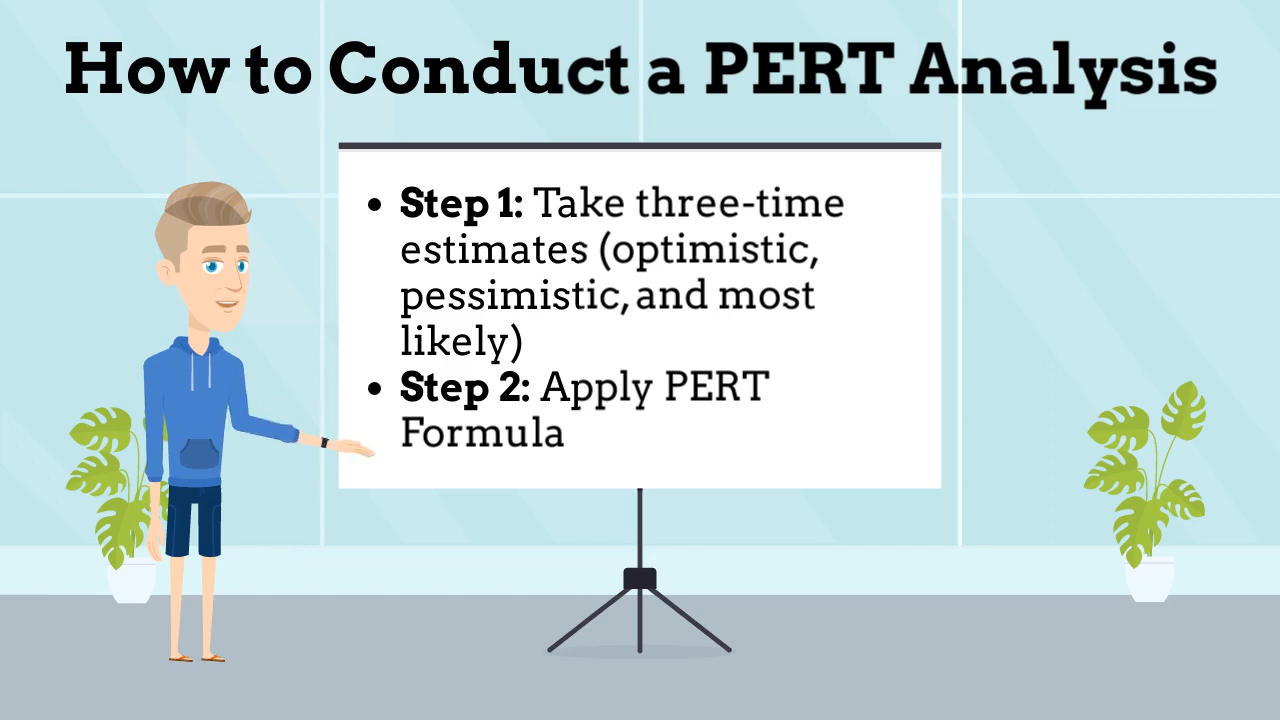 How to Conduct a PERT Analysis
• Step 1: Take three-time
estimates (optimistic,
pessimistic, and most
likely)
• Step 2: Apply PERT
Formula